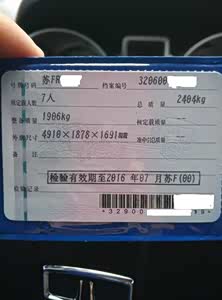 号牌号码 苏FR 档案编号 320600
核定载人数 7人 总质量 2404kg
整备质量 1906kg 核定载质量 --
外廓尺寸 4910×1878×1691mm 准牵引总质量 --
备注
检验有效期至2016 年07 月苏F(00)
检验记录
*32900